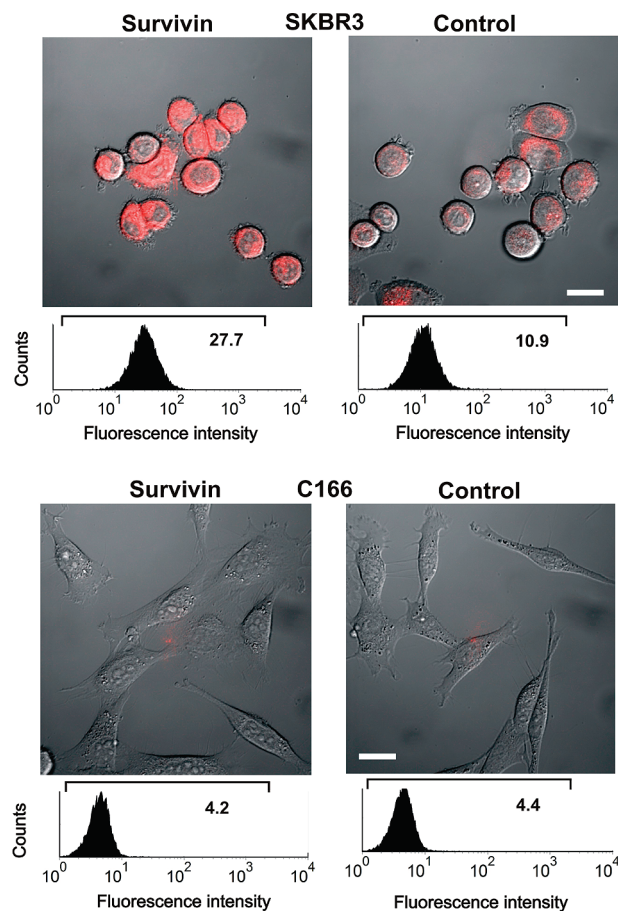 Survivin SKBR3 Control
27.7 10.9
Counts
10^0 10^1 10^2 10^3 10^4 10^0 10^1 10^2 10^3 10^4
Fluorescence intensity Fluorescence intensity
Survivin C166 Control
4.2 4.4
Counts
10^0 10^1 10^2 10^3 10^4 10^0 10^1 10^2 10^3 10^4
Fluorescence intensity Fluorescence intensity